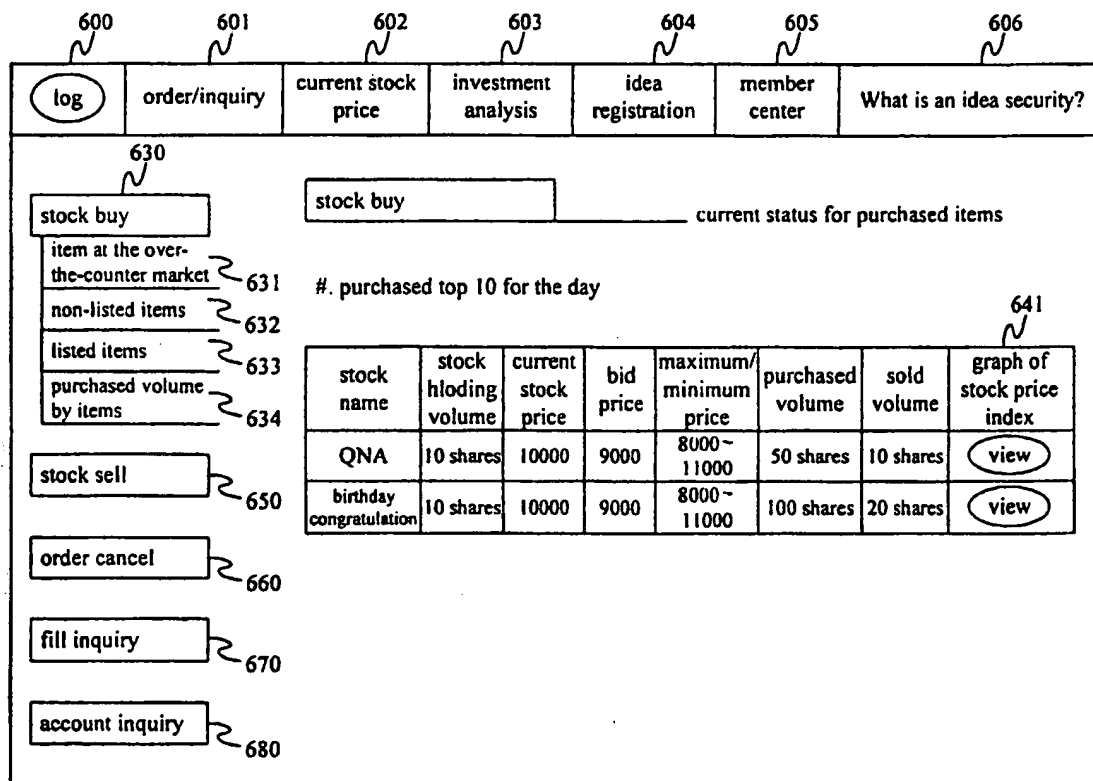 600
601
602
603
604
605
606
log
order/inquiry
current stock
price
investment
analysis
idea
registration
member
center
What is an idea security?
630
stock buy
item at the over-
the-counter market
631
non-listed items
632
listed items
633
purchased volume
by items
634
stock sell
650
order cancel
660
fill inquiry
670
account inquiry
680
stock buy
current status for purchased items
#. purchased top 10 for the day
641
stock
name
stock
hloding
volume
current
stock
price
bid
price
maximum/
minimum
price
purchased
volume
sold
volume
graph of
stock price
index
QNA
10 shares
10000
9000
8000~
11000
50 shares
10 shares
view
birthday
congratulation
10 shares
10000
9000
8000~
11000
100 shares
20 shares
view